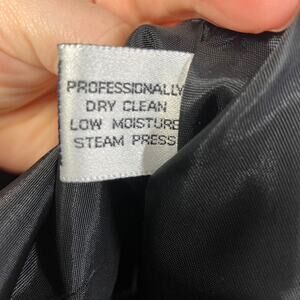 PROFESSIONALLY
DRY CLEAN
LOW MOISTURE
STEAM PRESS